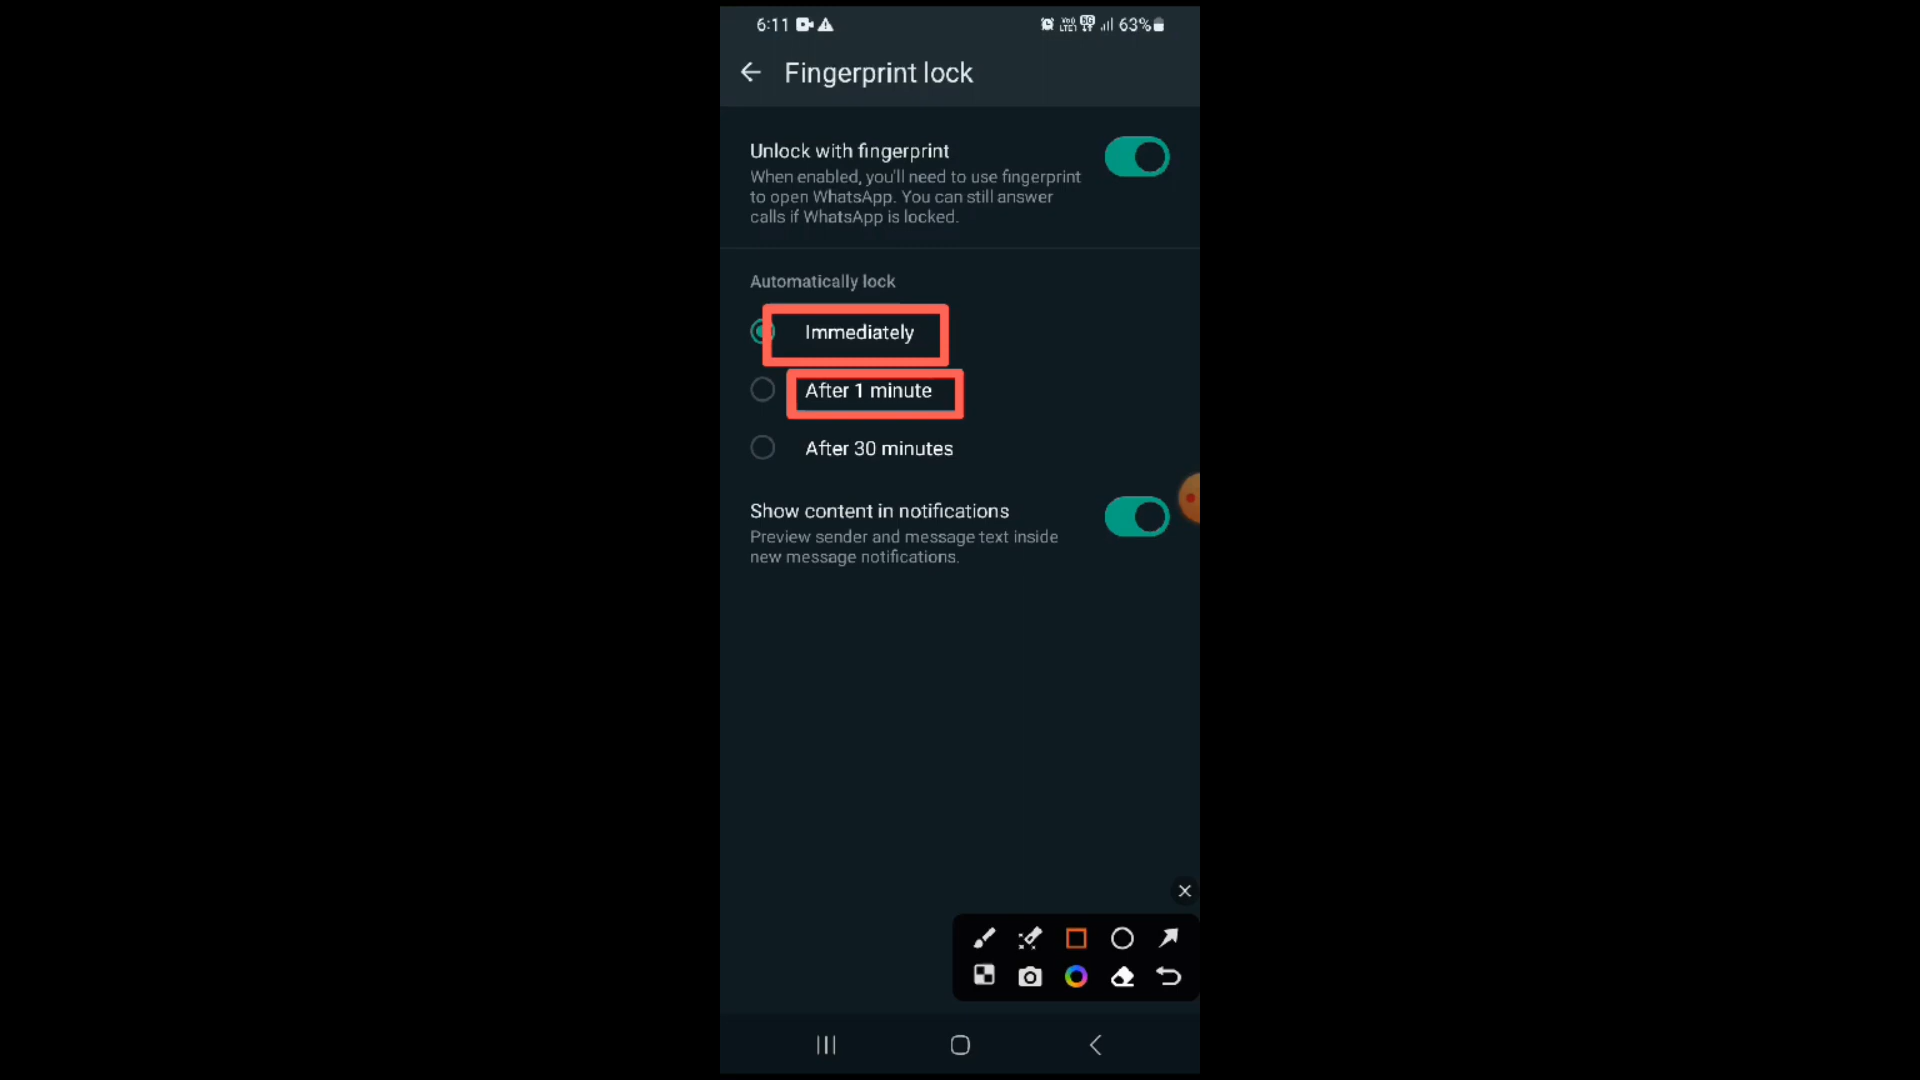 6:11 63%
Fingerprint lock
Unlock with fingerprint
When enabled, you'll need to use fingerprint
to open WhatsApp. You can still answer
calls if WhatsApp is locked.
Automatically lock
Immediately
After 1 minute
After 30 minutes
Show content in notifications
Preview sender and message text inside
new message notifications.